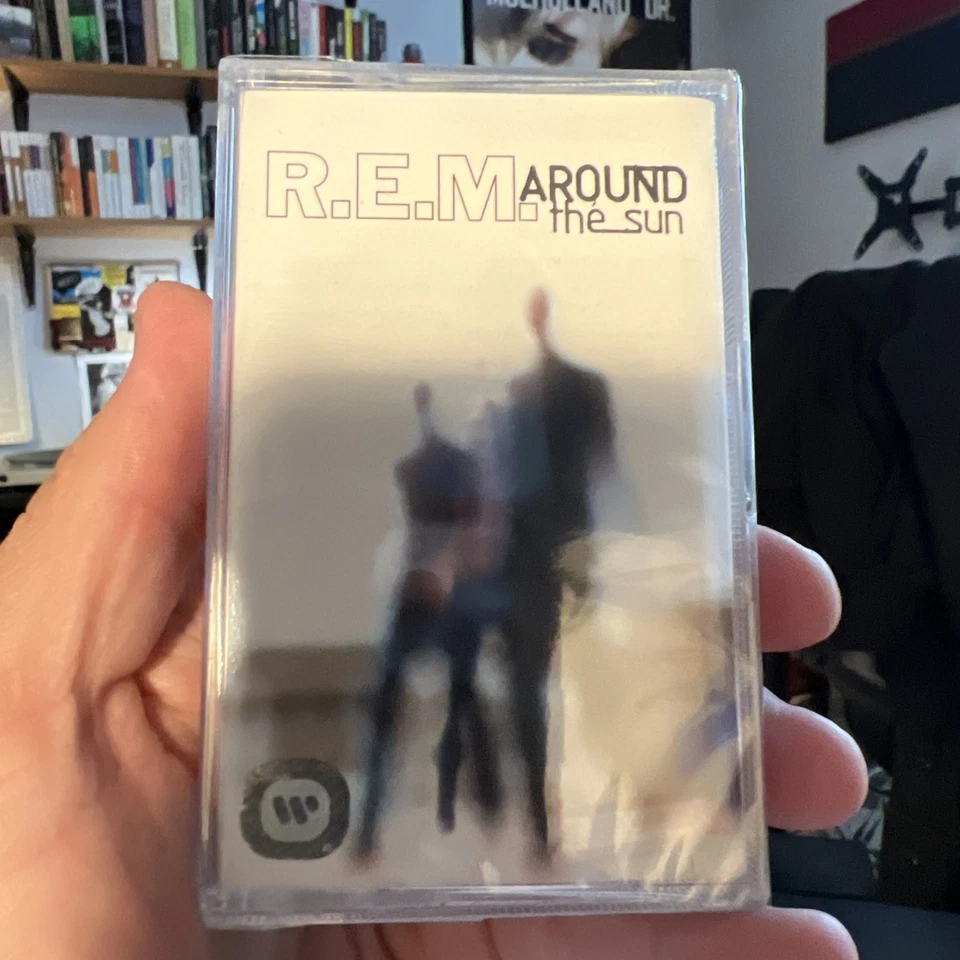 MULHOLLAND DR.
R.E.M. AROUND
the sun